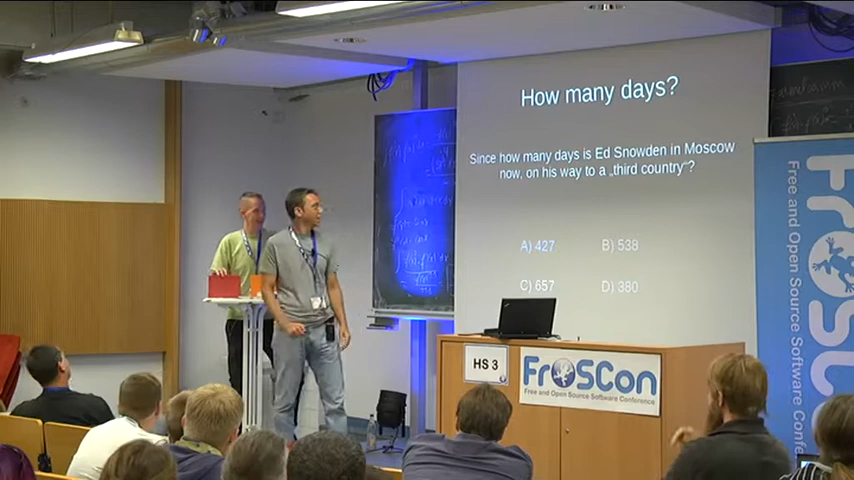 How many days?
Since how many days is Ed Snowden in Moscow
now, on his way to a „third country“?
A) 427
B) 538
C) 657
D) 380
HS 3
FrOSCon
Free and Open Source Software Conference
FrOSCon
Free and Open Source Software Conf